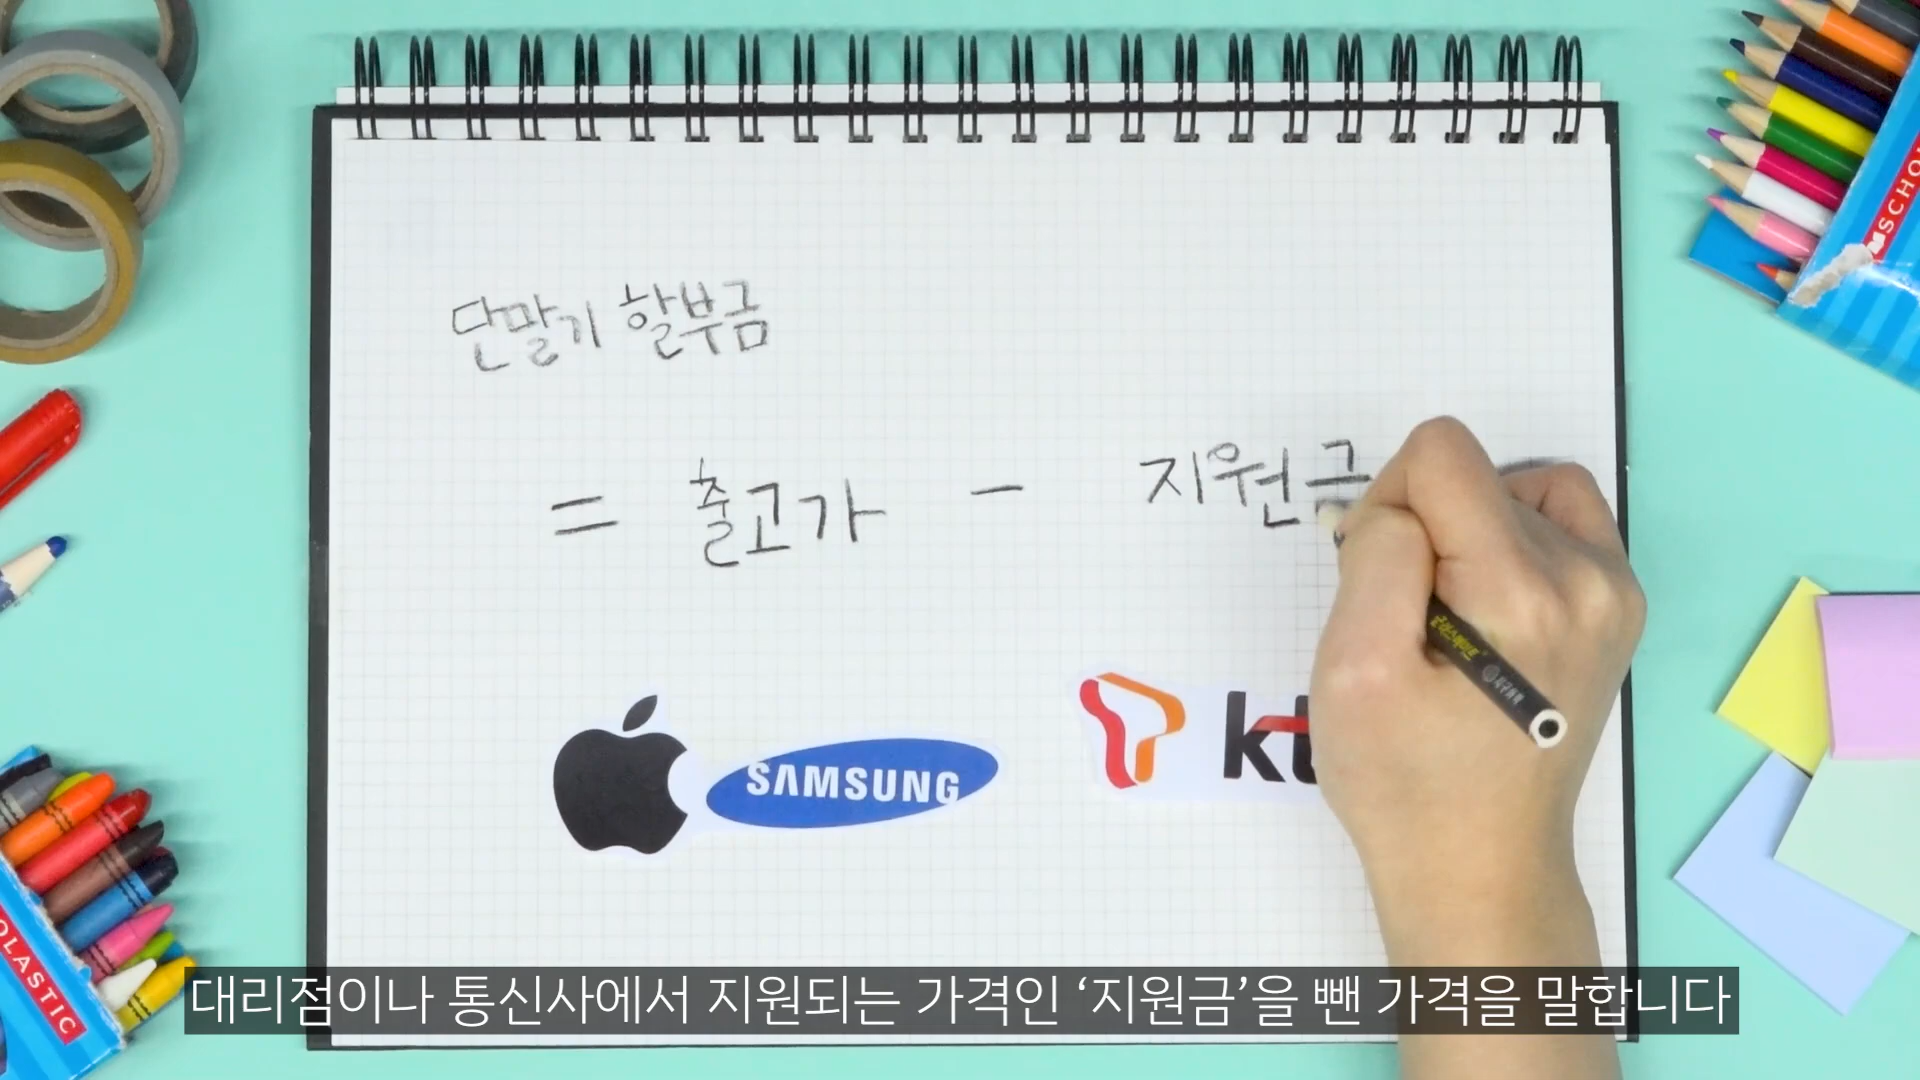 단말기 할부금
= 출고가 - 지원금
SAMSUNG
kt
SCHO
OLASTIC
대리점이나 통신사에서 지원되는 가격인 ‘지원금’을 뺀 가격을 말합니다